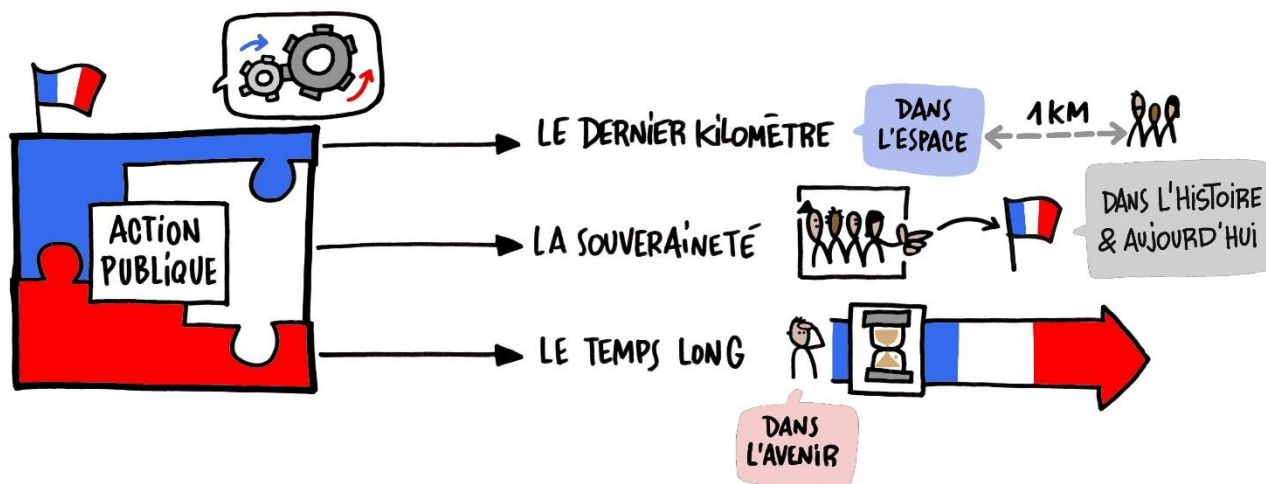 ACTION
PUBLIQUE
LE DERNIER KILOMÈTRE
DANS
L'ESPACE
1KM
LA SOUVERAINETÉ
DANS L'HISTOIRE
& AUJOURD'HUI
LE TEMPS LONG
DANS
L'AVENIR